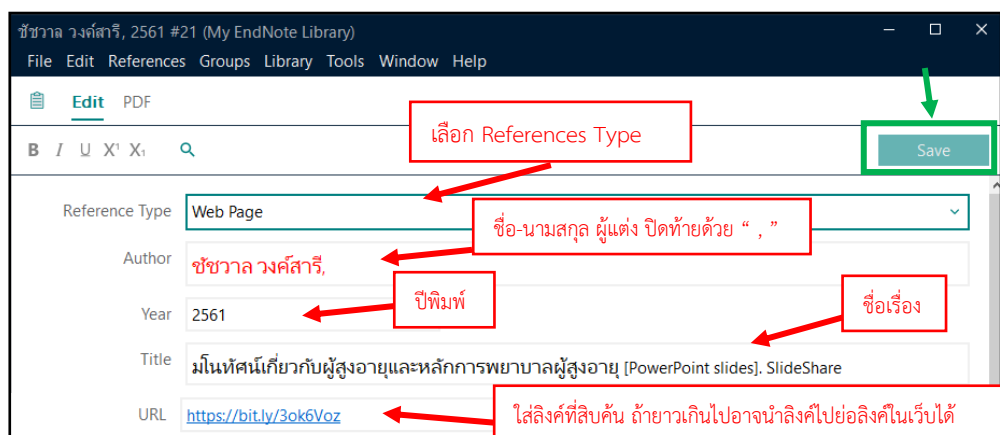 ชัชวาล วงค์สารี, 2561 #21 (My EndNote Library)
File Edit References Groups Library Tools Window Help
Edit PDF
เลือก References Type
B I U X¹ X₁
Save
Reference Type Web Page
ชื่อ-นามสกุล ผู้แต่ง ปิดท้ายด้วย “ , ”
Author ชัชวาล วงค์สารี,
ปีพิมพ์
ชื่อเรื่อง
Year 2561
Title มโนทัศน์เกี่ยวกับผู้สูงอายุและหลักการพยาบาลผู้สูงอายุ [PowerPoint slides]. SlideShare
URL https://bit.ly/3ok6Voz
ใส่ลิงค์ที่สืบค้น ถ้ายาวเกินไปอาจนำลิงค์ไปย่อลิงค์ในเว็บได้